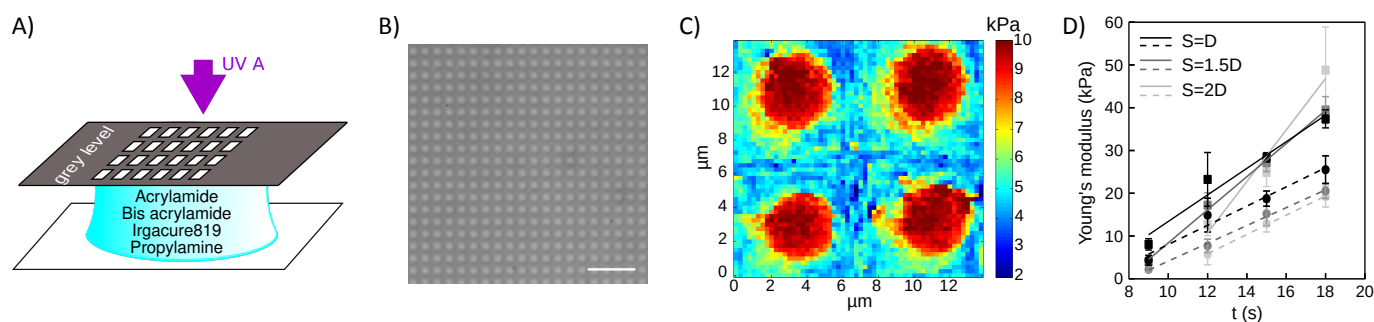 A)
UV A
grey level
Acrylamide
Bis acrylamide
Irgacure819
Propylamine
B)
C)
kPa
10
9
8
7
6
5
4
3
2
12
10
8
6
4
2
0
µm
0 2 4 6 8 10 12
µm
D)
60
50
40
30
20
10
0
Young's modulus (kPa)
S=D
S=1.5D
S=2D
8 10 12 14 16 18 20
t (s)